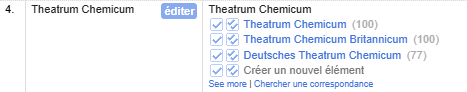 4. Theatrum Chemicum éditer Theatrum Chemicum
Theatrum Chemicum (100)
Theatrum Chemicum Britannicum (100)
Deutsches Theatrum Chemicum (77)
Créer un nouvel élément
See more | Chercher une correspondance